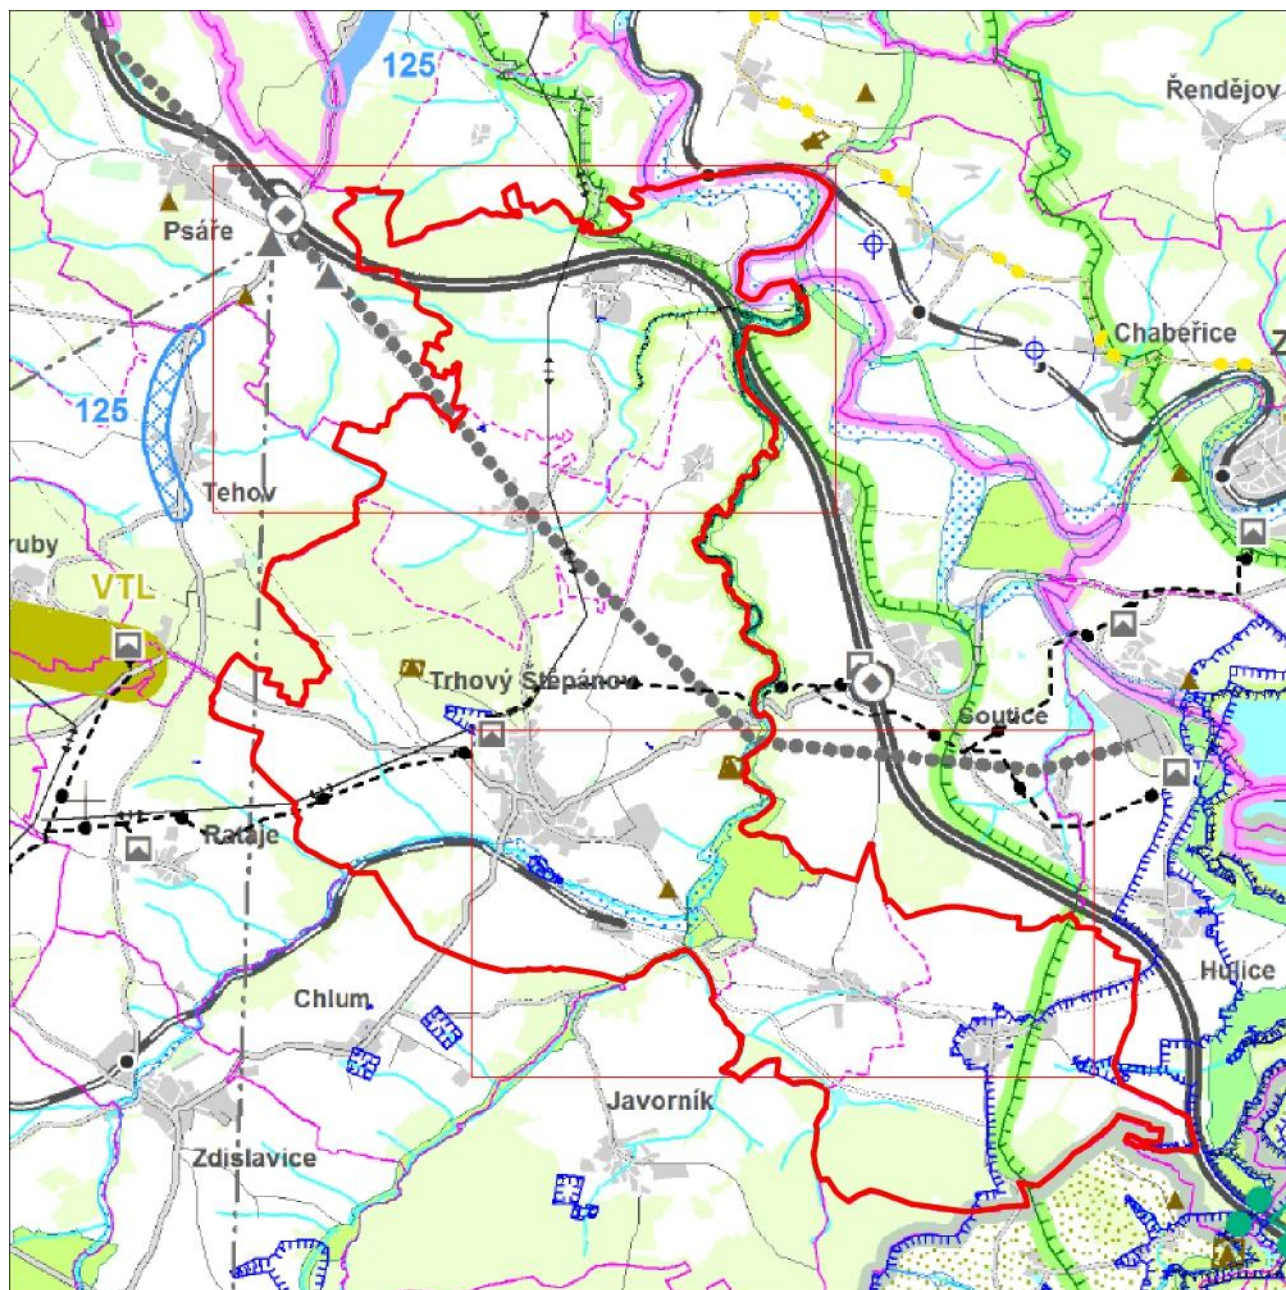 125
Řendějov
Psáře
Chabeřice
125
Tehov
ruby
VTL
Trhový Štěpánov
Soutice
Rataje
Hulice
Chlum
Javorník
Zdislavice